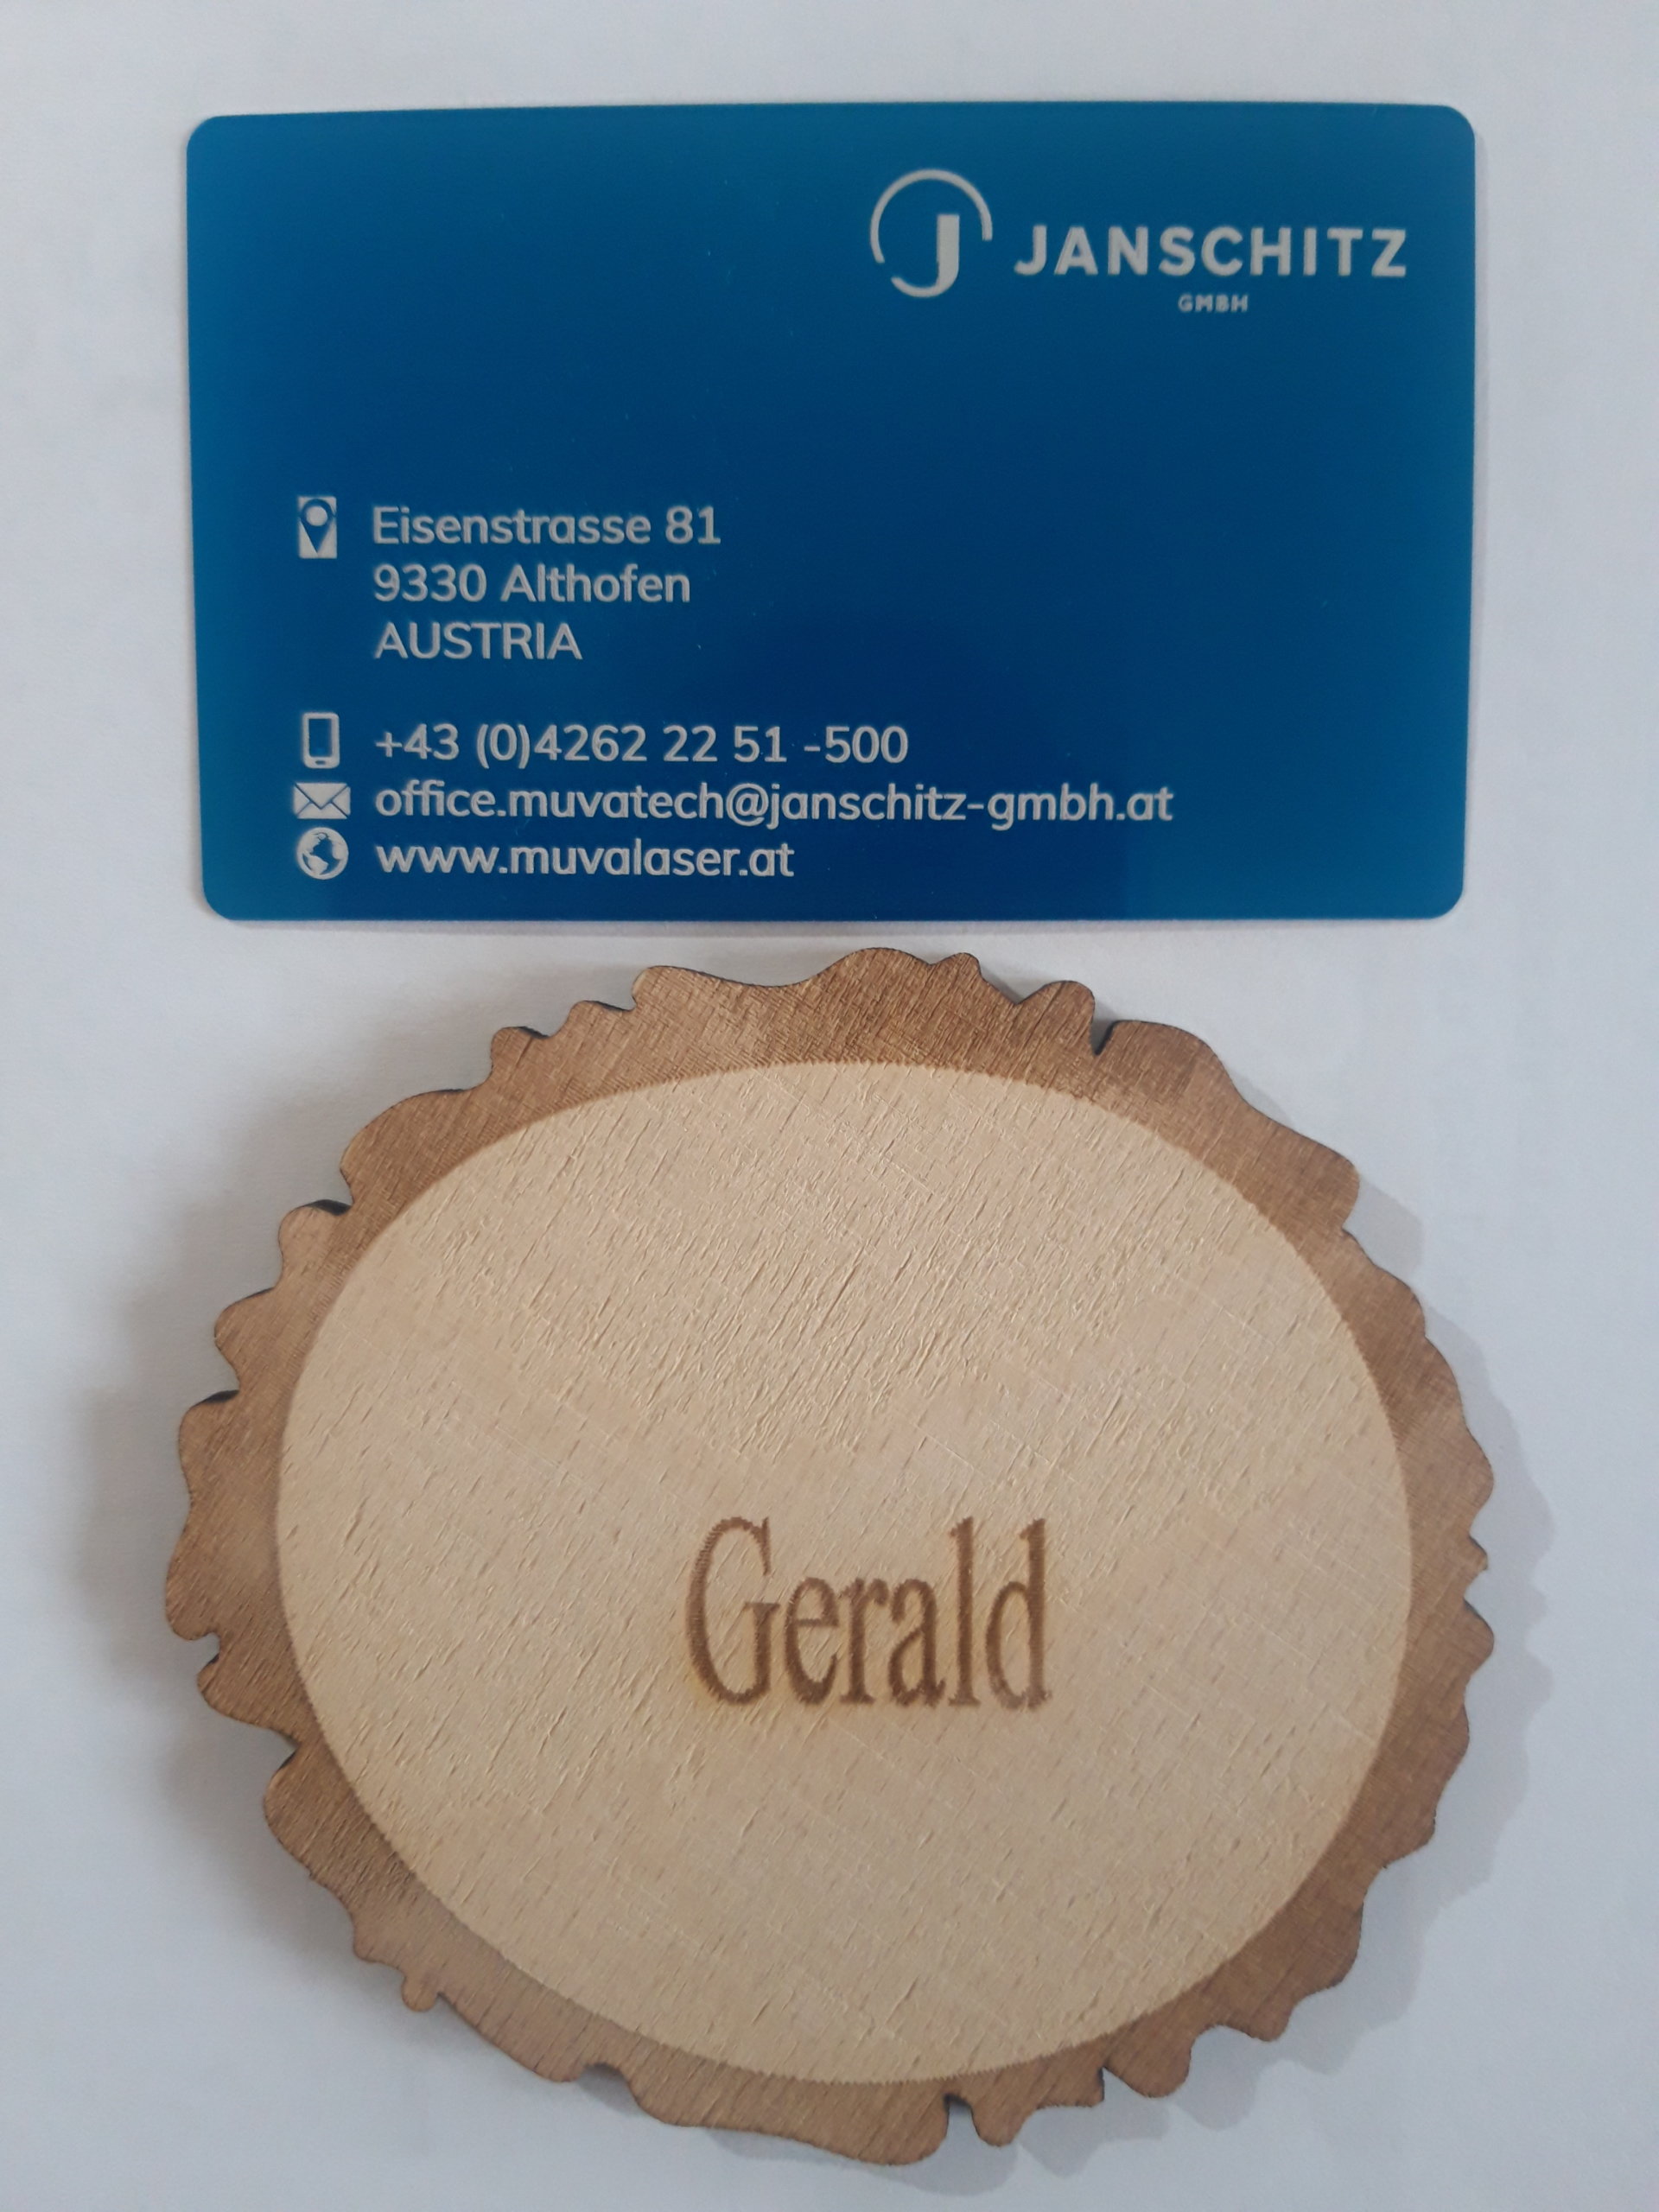 J JANSCHITZ
GMBH
Eisenstrasse 81
9330 Althofen
AUSTRIA
+43 (0)4262 22 51 -500
office.muvatech@janschitz-gmbh.at
www.muvalaser.at
Gerald